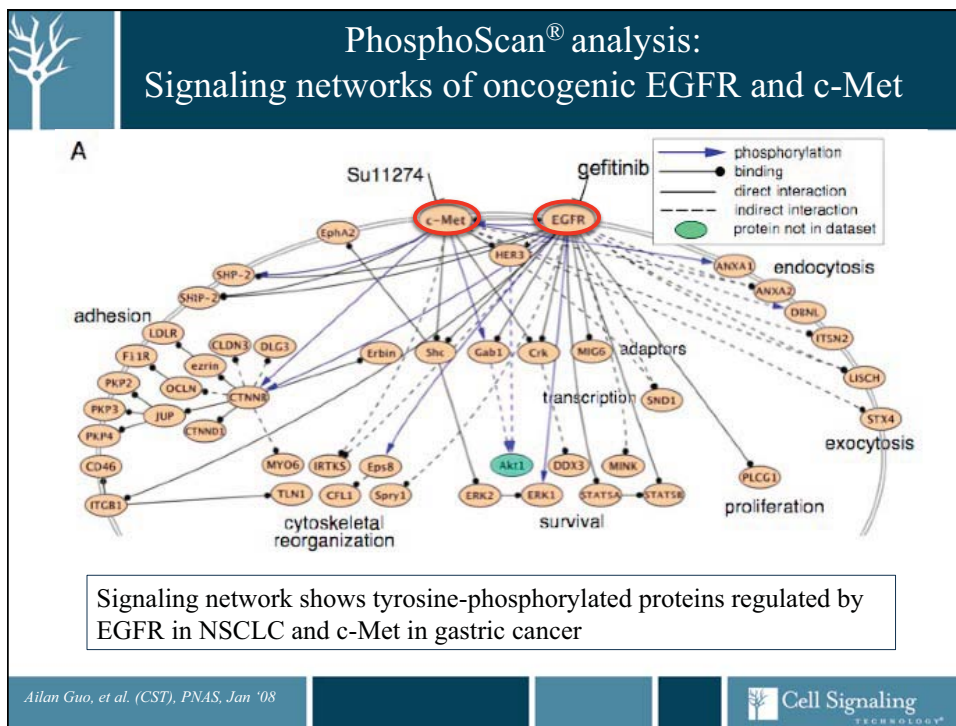 PhosphoScan® analysis:
Signaling networks of oncogenic EGFR and c-Met
A
Su11274
gefitinib
phosphorylation
binding
direct interaction
indirect interaction
protein not in dataset
c-Met
EGFR
EphA2
HER3
SHP-2
SHIP-2
ANXA1
endocytosis
ANXA2
DBNL
ITSN2
LISCH
STX4
exocytosis
adhesion
LDLR
F11R
CLDN3
DLG3
ezrin
Erbin
Shc
Gab1
Crk
MIG6
adaptors
PKP2
OCLN
CTNNB
transcription
SND1
PKP3
JUP
PKP4
CTNND1
CD46
MYO6
IRTKS
Eps8
Akt1
DDX3
MINK
PLCG1
ITGB1
TLN1
CFL1
Spry1
ERK2
ERK1
STAT5A
STAT5B
proliferation
cytoskeletal
reorganization
survival
Signaling network shows tyrosine-phosphorylated proteins regulated by
EGFR in NSCLC and c-Met in gastric cancer
Ailan Guo, et al. (CST), PNAS, Jan ‘08
Cell Signaling
TECHNOLOGY®